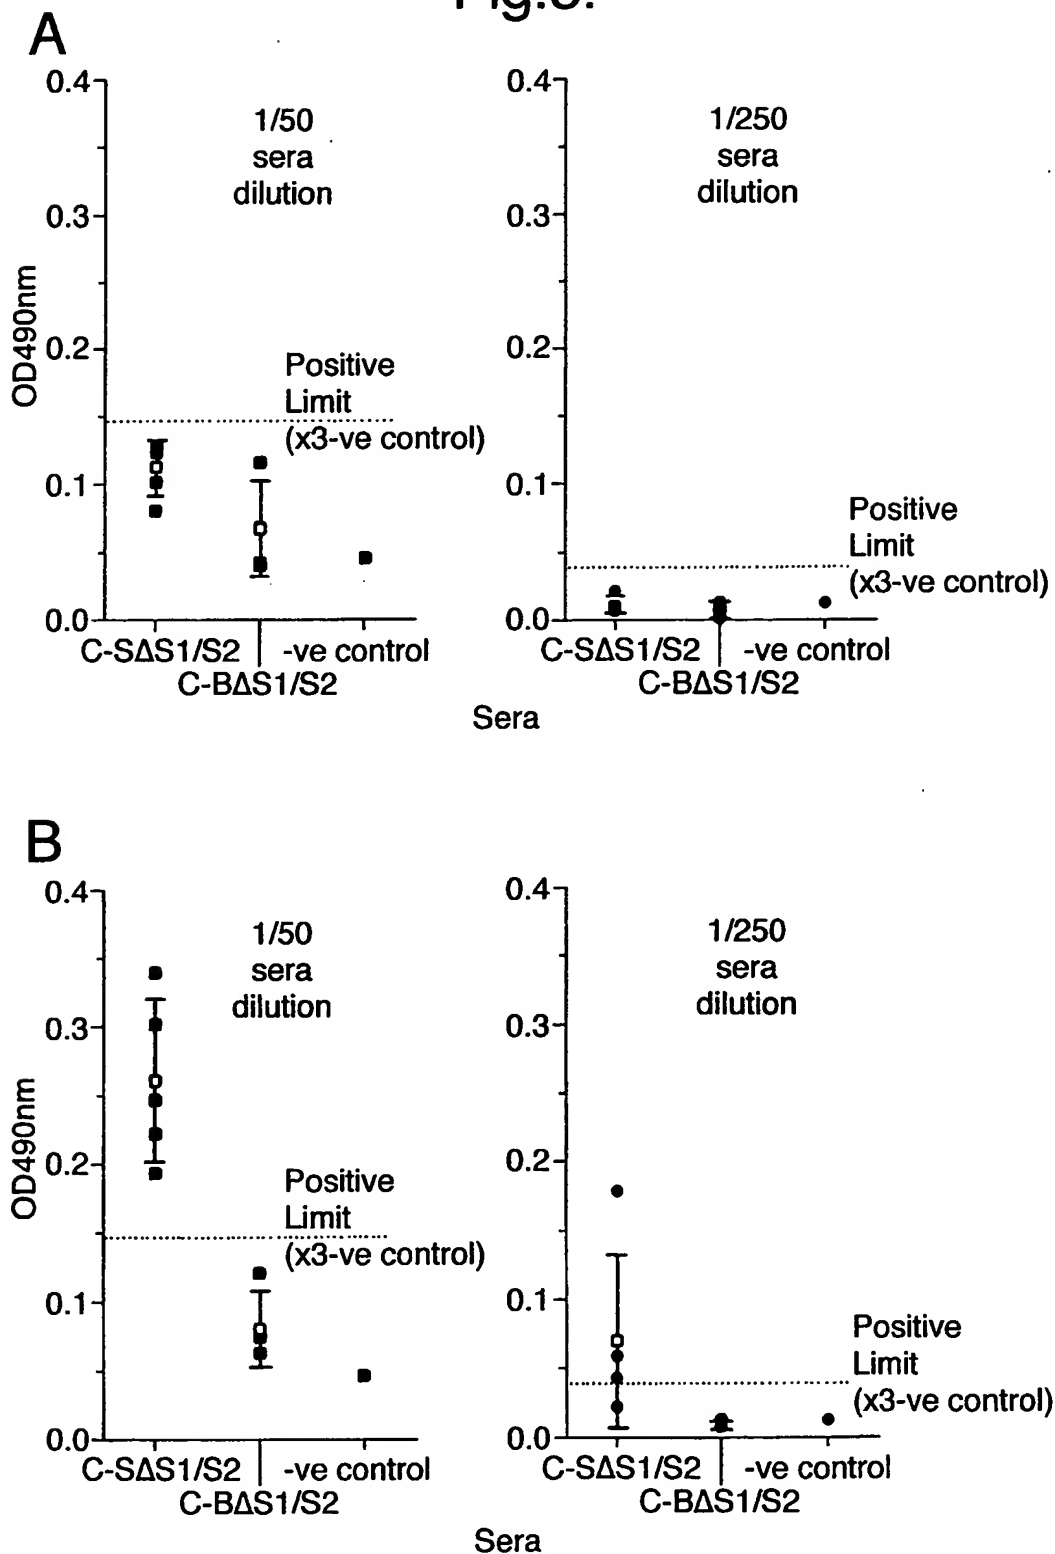 Fig.3.
A
0.4
0.3
0.2
0.1
0.0
OD490nm
1/50
sera
dilution
Positive
Limit
(x3-ve control)
C-SΔS1/S2
-ve control
C-BΔS1/S2
0.4
0.3
0.2
0.1
0.0
1/250
sera
dilution
Positive
Limit
(x3-ve control)
C-SΔS1/S2
-ve control
C-BΔS1/S2
Sera
B
0.4
0.3
0.2
0.1
0.0
OD490nm
1/50
sera
dilution
Positive
Limit
(x3-ve control)
C-SΔS1/S2
-ve control
C-BΔS1/S2
0.4
0.3
0.2
0.1
0.0
1/250
sera
dilution
Positive
Limit
(x3-ve control)
C-SΔS1/S2
-ve control
C-BΔS1/S2
Sera